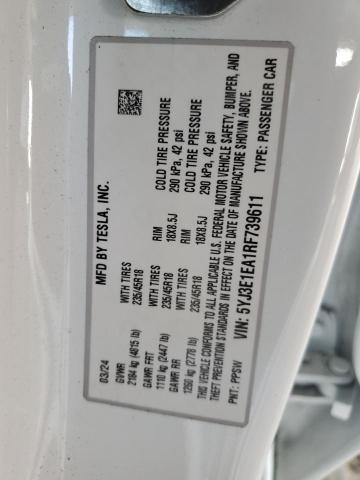 MFD BY TESLA, INC.
03/24
GVWR
2184 kg (4815 lb)
GAWR FRT WITH TIRES RIM COLD TIRE PRESSURE
1110 kg (2447 lb) 235/45R18 18X8.5J 290 kPa, 42 psi
GAWR RR WITH TIRES RIM COLD TIRE PRESSURE
1260 kg (2778 lb) 235/45R18 18X8.5J 290 kPa, 42 psi
THIS VEHICLE CONFORMS TO ALL APPLICABLE U.S. FEDERAL MOTOR VEHICLE SAFETY, BUMPER, AND
THEFT PREVENTION STANDARDS IN EFFECT ON THE DATE OF MANUFACTURE SHOWN ABOVE.
VIN: 5YJ3E1EA1RF739611 TYPE: PASSENGER CAR
PNT: PPSW